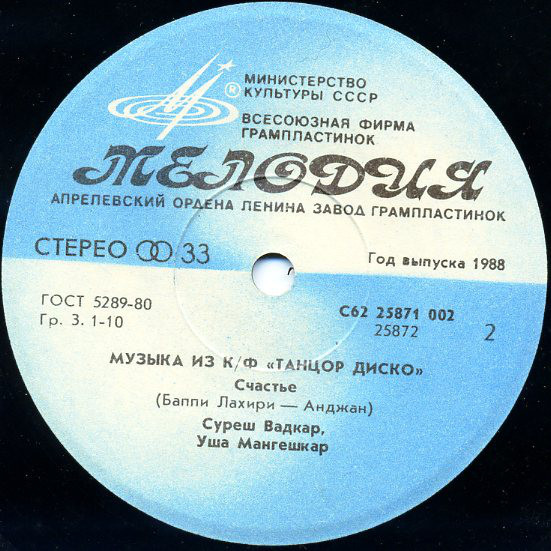 МИНИСТЕРСТВО
КУЛЬТУРЫ СССР
®
ВСЕСОЮЗНАЯ ФИРМА
ГРАМПЛАСТИНОК
МЕЛОДИЯ
АПРЕЛЕВСКИЙ ОРДЕНА ЛЕНИНА ЗАВОД ГРАМПЛАСТИНОК
СТЕРЕО 33
Год выпуска 1988
ГОСТ 5289-80
Гр. 3. 1-10
С62 25871 002
25872
2
МУЗЫКА ИЗ К/Ф «ТАНЦОР ДИСКО»
Счастье
(Баппи Лахири — Анджан)
Суреш Вадкар,
Уша Мангешкар